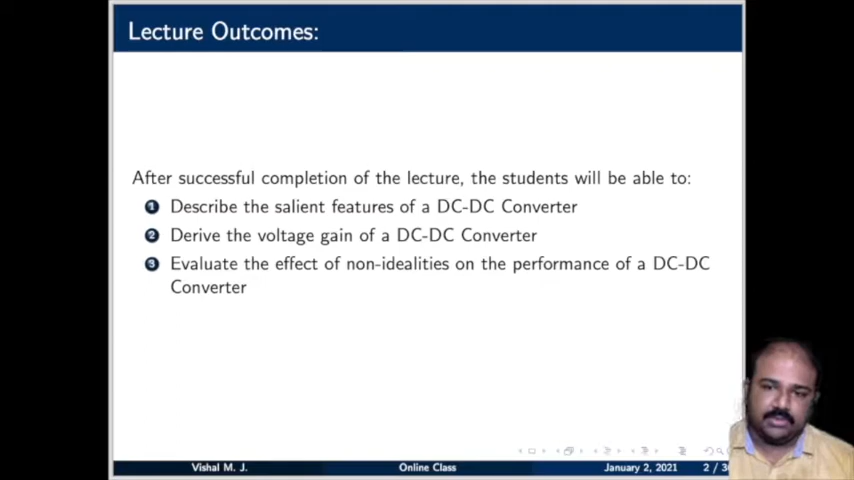 Lecture Outcomes:
After successful completion of the lecture, the students will be able to:
1 Describe the salient features of a DC-DC Converter
2 Derive the voltage gain of a DC-DC Converter
3 Evaluate the effect of non-idealities on the performance of a DC-DC
Converter
Vishal M. J. Online Class January 2, 2021 2 /